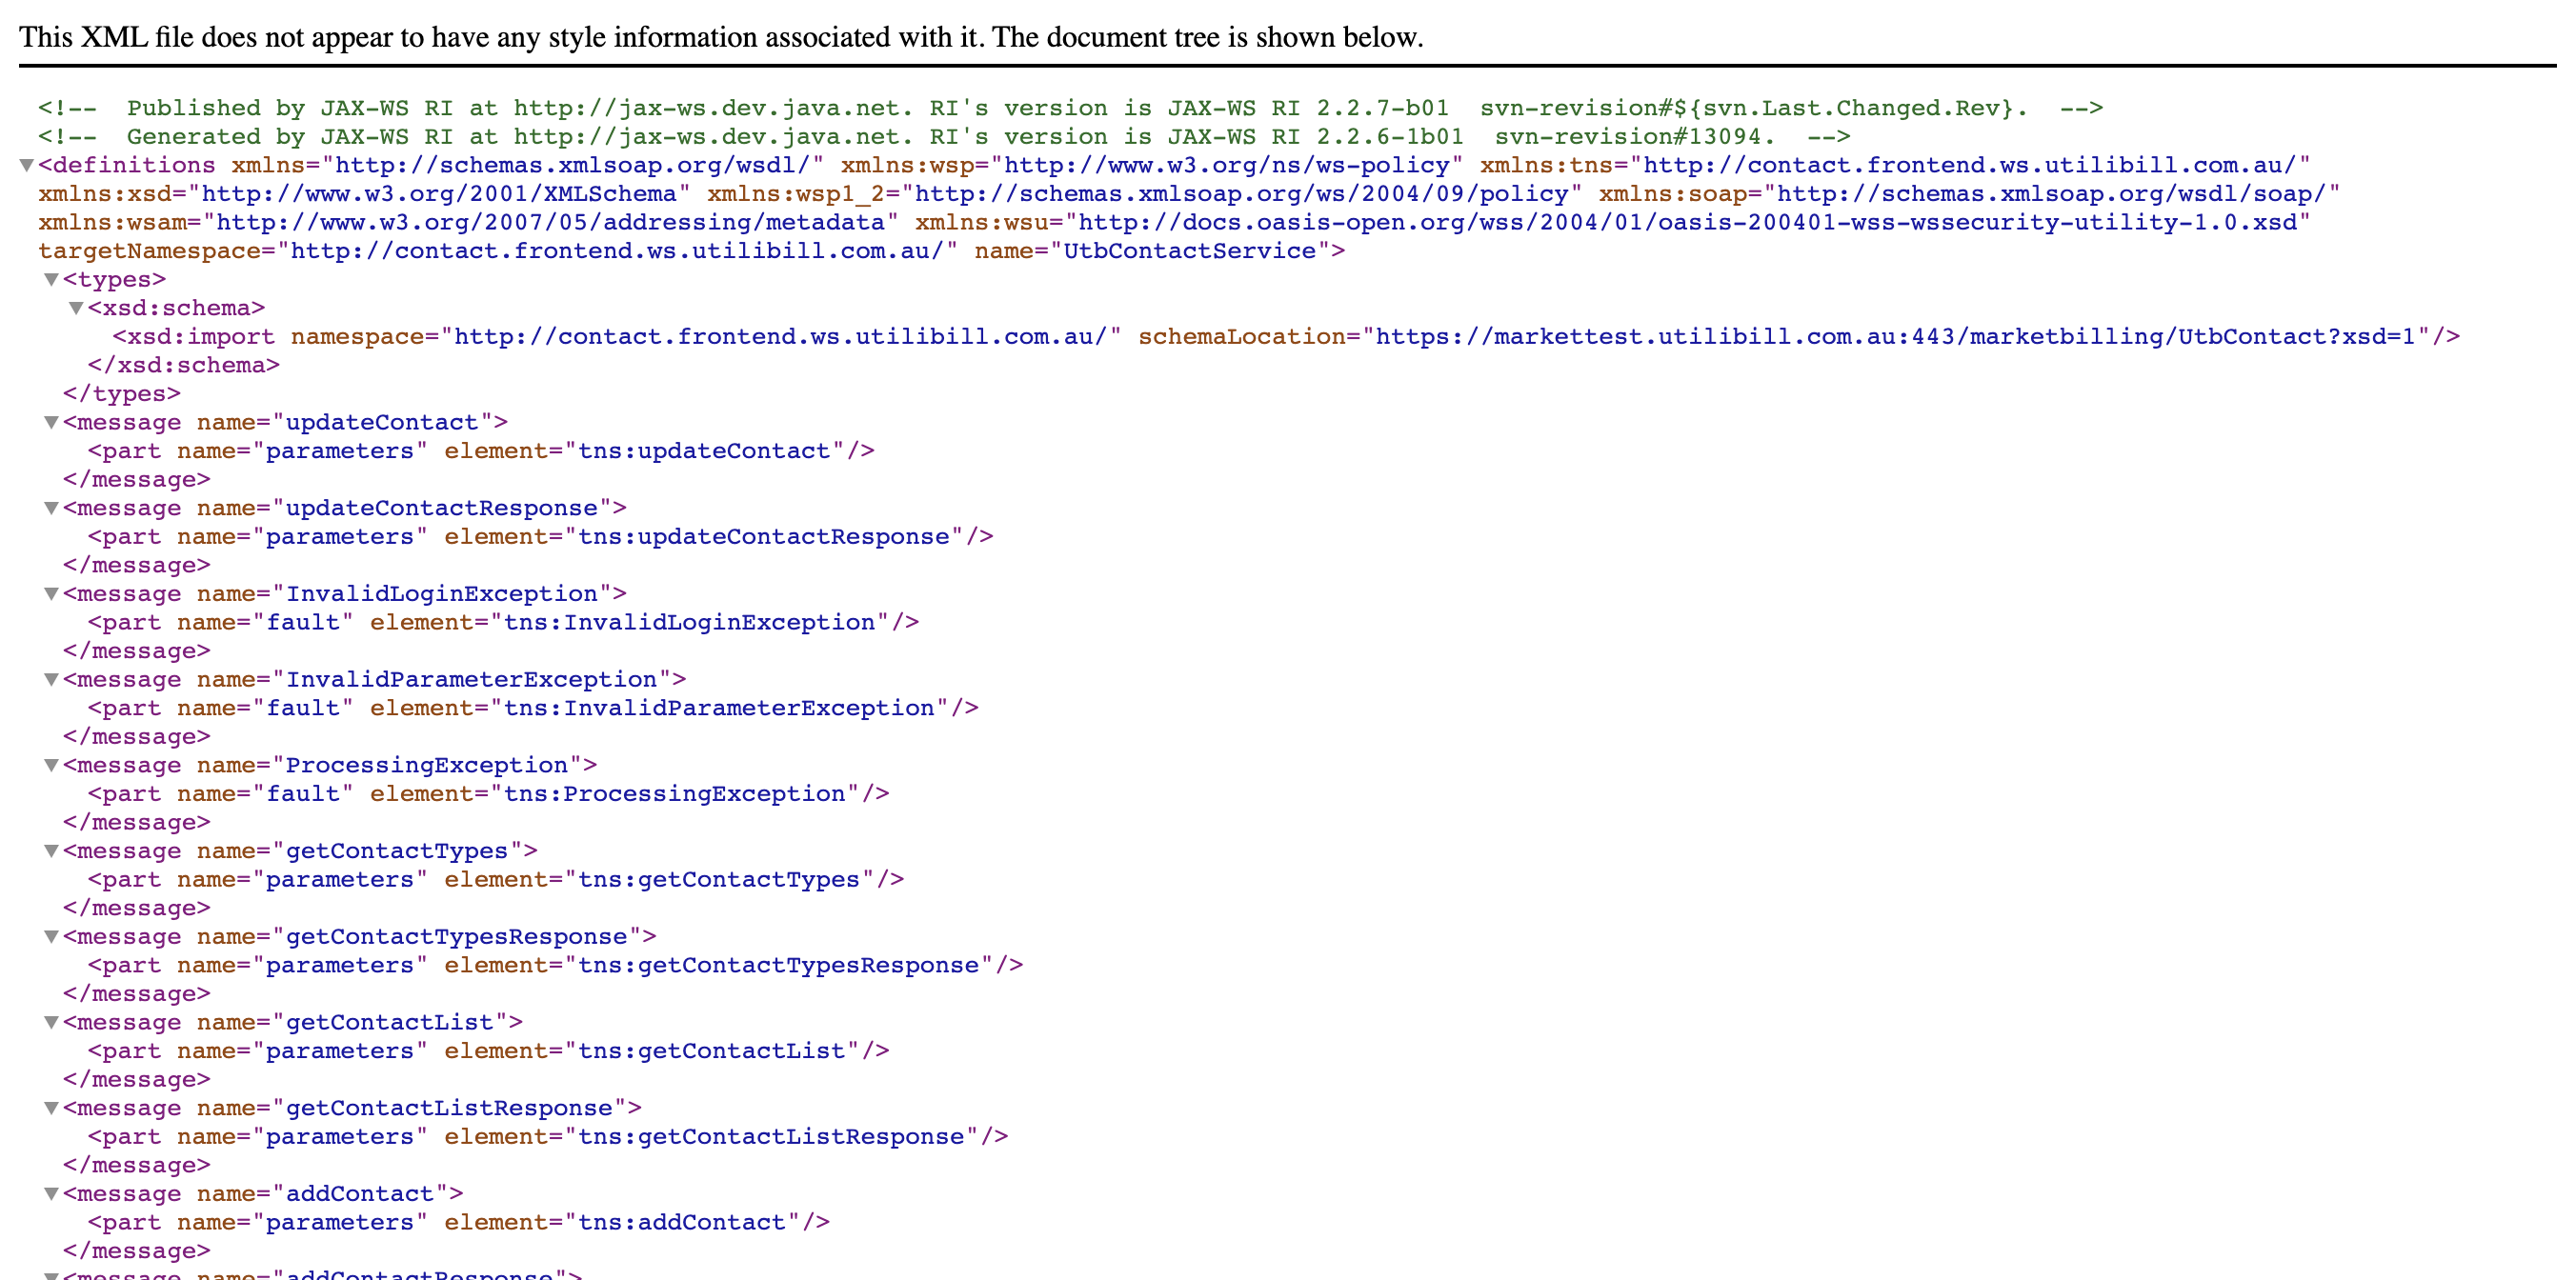 This XML file does not appear to have any style information associated with it. The document tree is shown below.
<!--  Published by JAX-WS RI at http://jax-ws.dev.java.net. RI's version is JAX-WS RI 2.2.7-b01  svn-revision#${svn.Last.Changed.Rev}.  -->
<!--  Generated by JAX-WS RI at http://jax-ws.dev.java.net. RI's version is JAX-WS RI 2.2.6-1b01  svn-revision#13094.  -->
▼<definitions xmlns="http://schemas.xmlsoap.org/wsdl/" xmlns:wsp="http://www.w3.org/ns/ws-policy" xmlns:tns="http://contact.frontend.ws.utilibill.com.au/"
xmlns:xsd="http://www.w3.org/2001/XMLSchema" xmlns:wsp1_2="http://schemas.xmlsoap.org/ws/2004/09/policy" xmlns:soap="http://schemas.xmlsoap.org/wsdl/soap/"
xmlns:wsam="http://www.w3.org/2007/05/addressing/metadata" xmlns:wsu="http://docs.oasis-open.org/wss/2004/01/oasis-200401-wss-wssecurity-utility-1.0.xsd"
targetNamespace="http://contact.frontend.ws.utilibill.com.au/" name="UtbContactService">
▼<types>
▼<xsd:schema>
<xsd:import namespace="http://contact.frontend.ws.utilibill.com.au/" schemaLocation="https://markettest.utilibill.com.au:443/marketbilling/UtbContact?xsd=1"/>
</xsd:schema>
</types>
▼<message name="updateContact">
<part name="parameters" element="tns:updateContact"/>
</message>
▼<message name="updateContactResponse">
<part name="parameters" element="tns:updateContactResponse"/>
</message>
▼<message name="InvalidLoginException">
<part name="fault" element="tns:InvalidLoginException"/>
</message>
▼<message name="InvalidParameterException">
<part name="fault" element="tns:InvalidParameterException"/>
</message>
▼<message name="ProcessingException">
<part name="fault" element="tns:ProcessingException"/>
</message>
▼<message name="getContactTypes">
<part name="parameters" element="tns:getContactTypes"/>
</message>
▼<message name="getContactTypesResponse">
<part name="parameters" element="tns:getContactTypesResponse"/>
</message>
▼<message name="getContactList">
<part name="parameters" element="tns:getContactList"/>
</message>
▼<message name="getContactListResponse">
<part name="parameters" element="tns:getContactListResponse"/>
</message>
▼<message name="addContact">
<part name="parameters" element="tns:addContact"/>
</message>
▼<message name="addContactResponse">